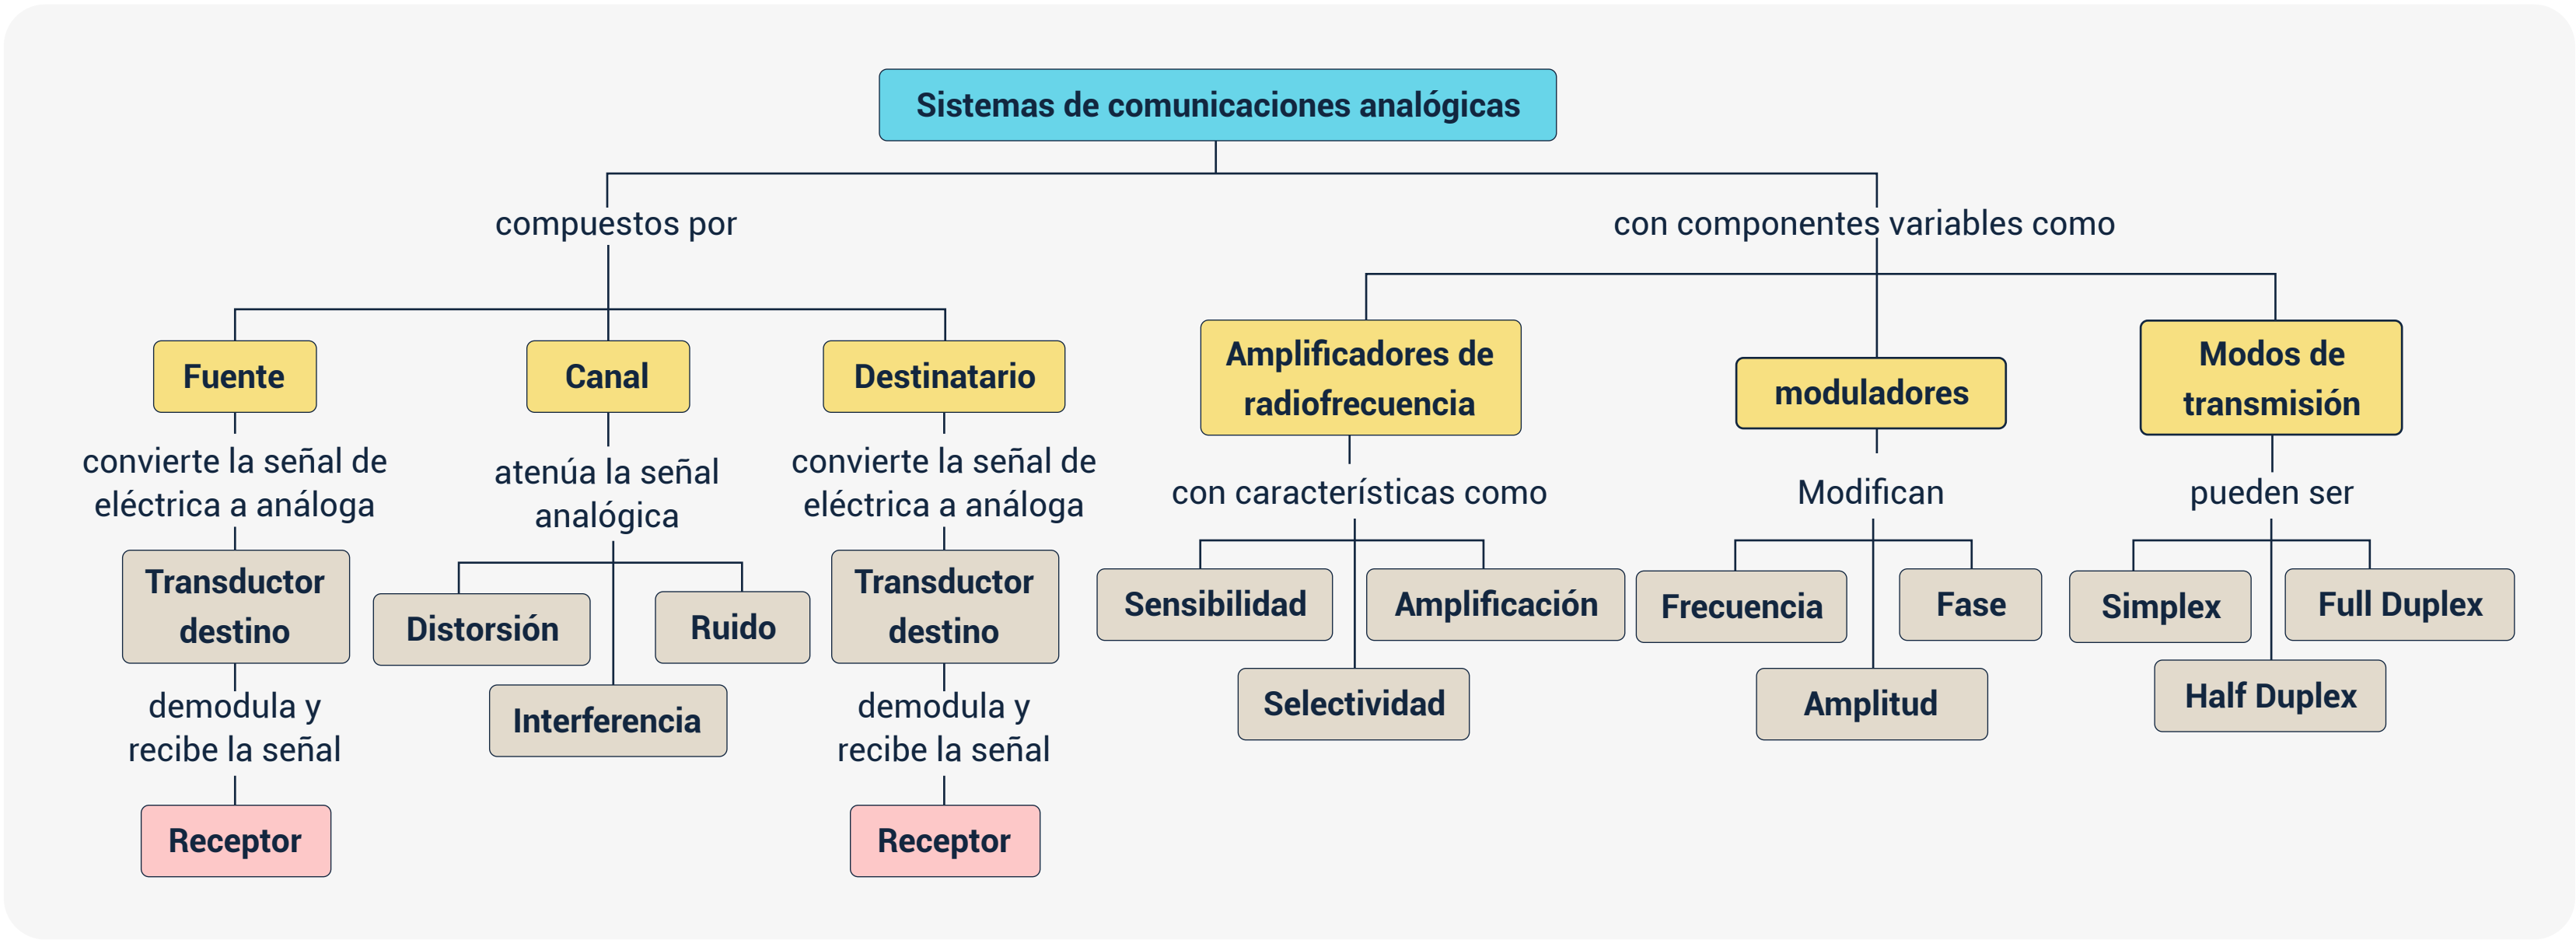 Sistemas de comunicaciones analógicas
compuestos por
con componentes variables como
Fuente
convierte la señal de
eléctrica a análoga
Transductor
destino
demodula y
recibe la señal
Receptor
Canal
atenúa la señal
analógica
Distorsión
Ruido
Interferencia
Destinatario
convierte la señal de
eléctrica a análoga
Transductor
destino
demodula y
recibe la señal
Receptor
Amplificadores de
radiofrecuencia
con características como
Sensibilidad
Amplificación
Selectividad
moduladores
Modifican
Frecuencia
Fase
Amplitud
Modos de
transmisión
pueden ser
Simplex
Full Duplex
Half Duplex